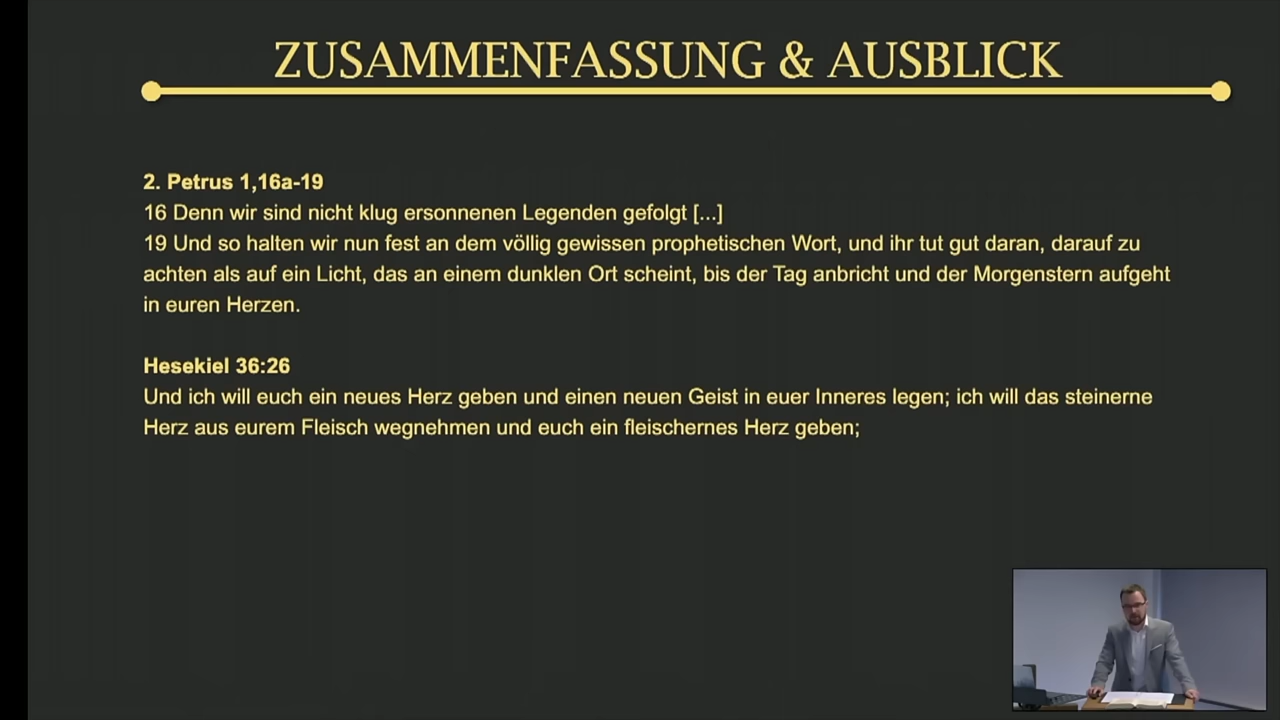 ZUSAMMENFASSUNG & AUSBLICK
2. Petrus 1,16a-19
16 Denn wir sind nicht klug ersonnenen Legenden gefolgt [...]
19 Und so halten wir nun fest an dem völlig gewissen prophetischen Wort, und ihr tut gut daran, darauf zu
achten als auf ein Licht, das an einem dunklen Ort scheint, bis der Tag anbricht und der Morgenstern aufgeht
in euren Herzen.
Hesekiel 36:26
Und ich will euch ein neues Herz geben und einen neuen Geist in euer Inneres legen; ich will das steinerne
Herz aus eurem Fleisch wegnehmen und euch ein fleischernes Herz geben;